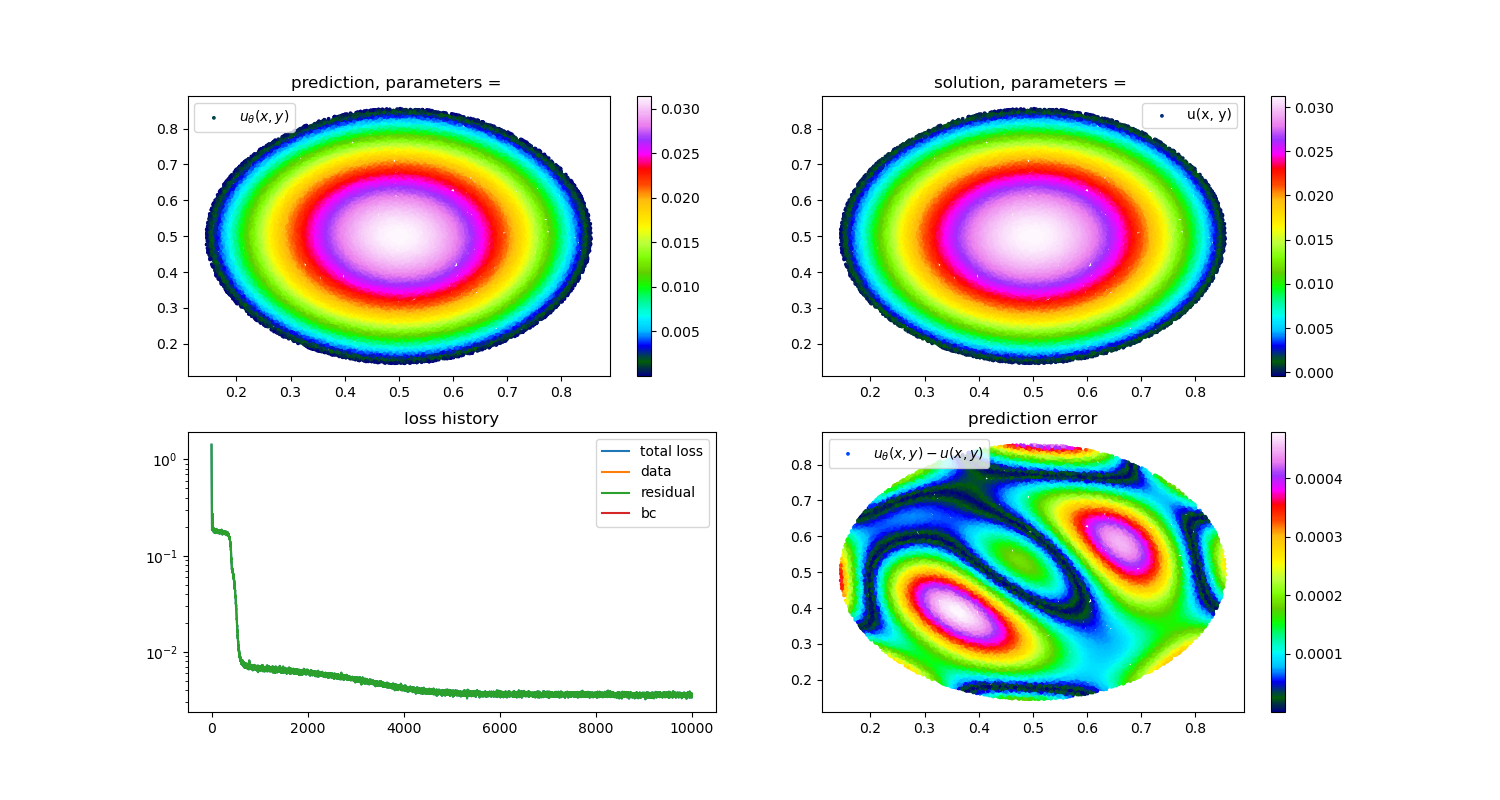 prediction, parameters =
u_θ(x, y)
0.8
0.7
0.6
0.5
0.4
0.3
0.2
0.2 0.3 0.4 0.5 0.6 0.7 0.8
0.030
0.025
0.020
0.015
0.010
0.005
solution, parameters =
u(x, y)
0.8
0.7
0.6
0.5
0.4
0.3
0.2
0.2 0.3 0.4 0.5 0.6 0.7 0.8
0.030
0.025
0.020
0.015
0.010
0.005
0.000
loss history
total loss
data
residual
bc
10⁰
10⁻¹
10⁻²
0 2000 4000 6000 8000 10000
prediction error
u_θ(x, y) − u(x, y)
0.8
0.7
0.6
0.5
0.4
0.3
0.2
0.2 0.3 0.4 0.5 0.6 0.7 0.8
0.0004
0.0003
0.0002
0.0001